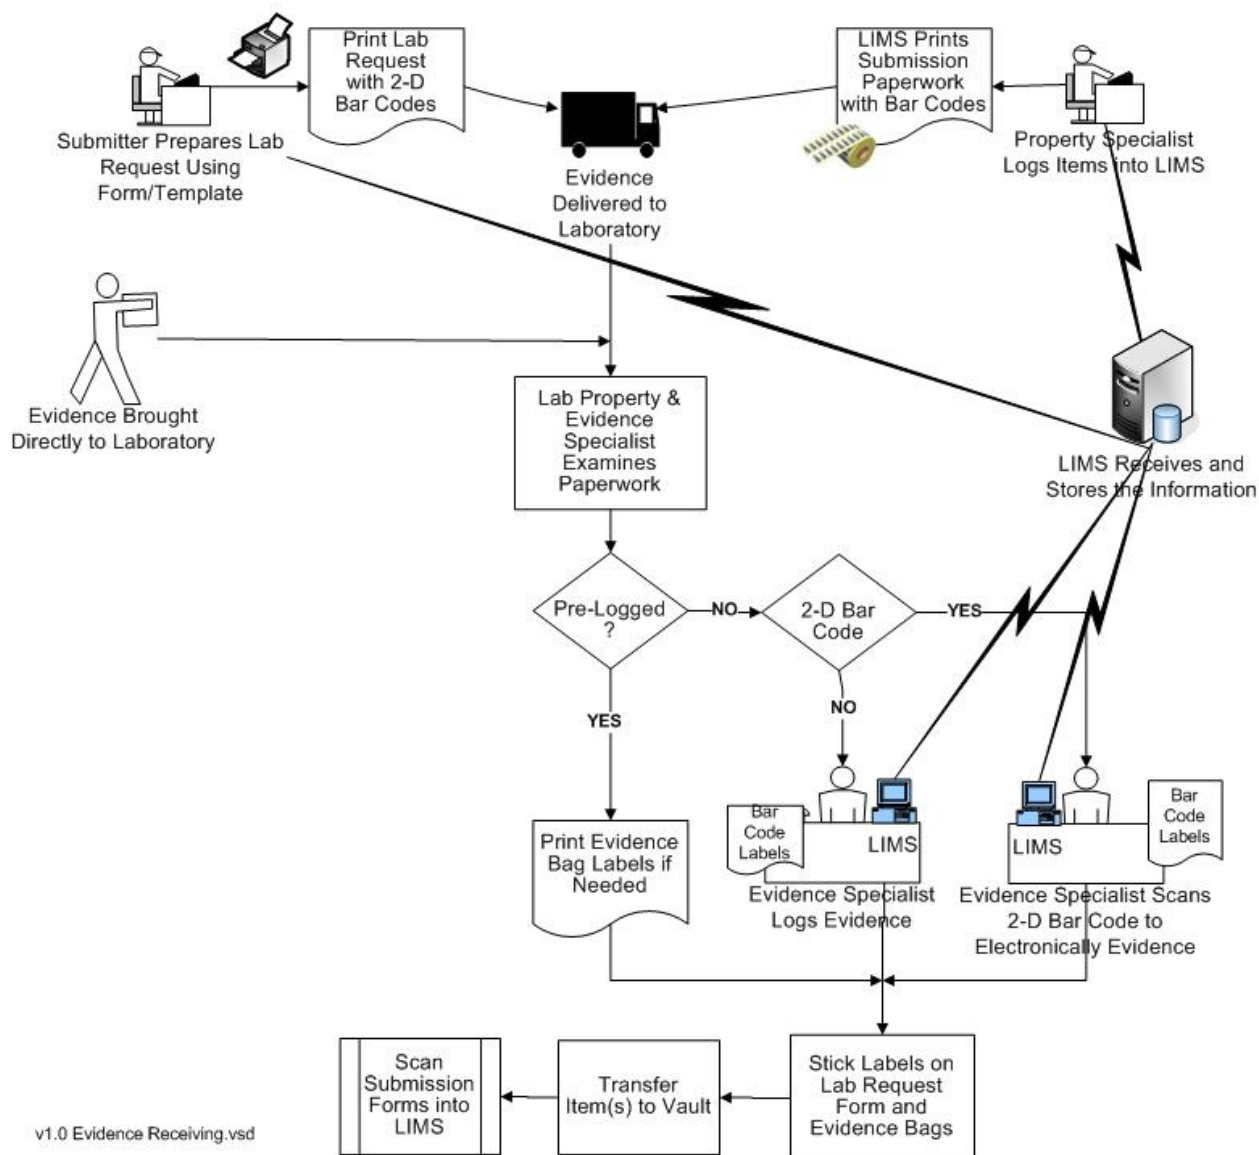 Print Lab
Request
with 2-D
Bar Codes
LIMS Prints
Submission
Paperwork
with Bar Codes
Submitter Prepares Lab
Request Using
Form/Template
Evidence
Delivered to
Laboratory
Property Specialist
Logs Items into LIMS
Evidence Brought
Directly to Laboratory
Lab Property &
Evidence
Specialist
Examines
Paperwork
LIMS Receives and
Stores the Information
Pre-Logged
?
NO
2-D Bar
Code
YES
YES
NO
Print Evidence
Bag Labels if
Needed
Bar
Code
Labels
LIMS
Evidence Specialist
Logs Evidence
LIMS
Bar
Code
Labels
Evidence Specialist Scans
2-D Bar Code to
Electronically Evidence
Scan
Submission
Forms into
LIMS
Transfer
Item(s) to Vault
Stick Labels on
Lab Request
Form and
Evidence Bags
v1.0 Evidence Receiving.vsd